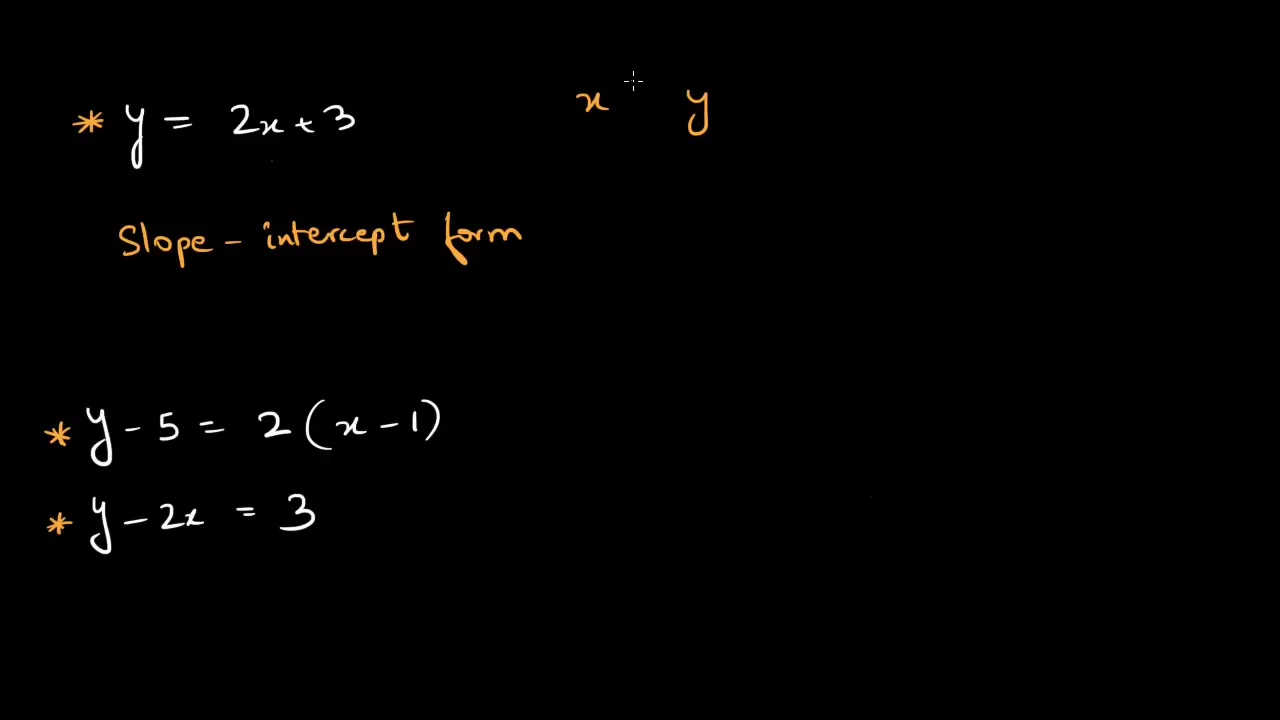 * y = 2x + 3
x y
Slope - intercept form
* y - 5 = 2 (x - 1)
* y - 2x = 3